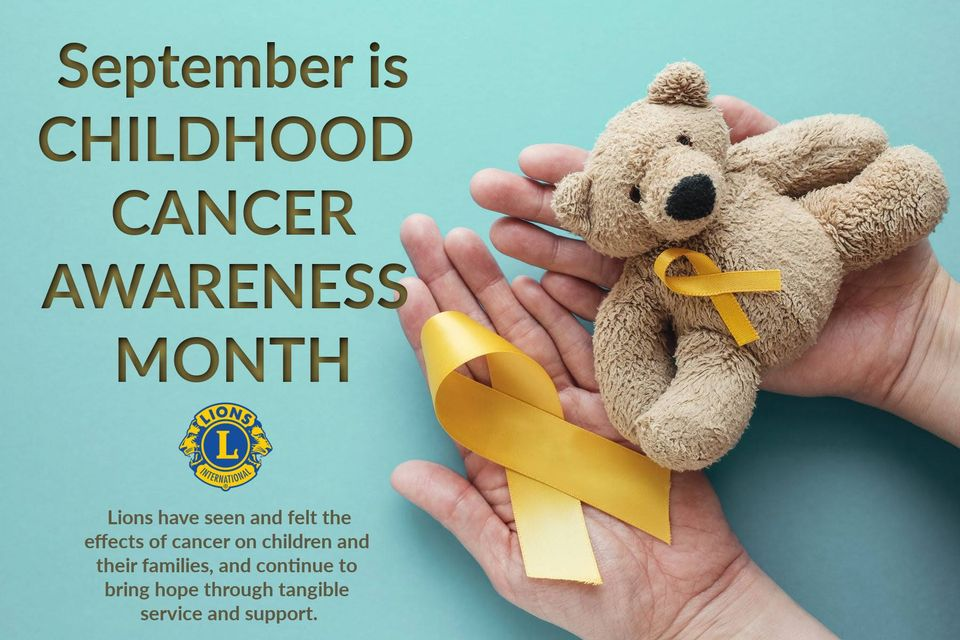 September is
CHILDHOOD
CANCER
AWARENESS
MONTH
LIONS
L
INTERNATIONAL
®
Lions have seen and felt the
effects of cancer on children and
their families, and continue to
bring hope through tangible
service and support.